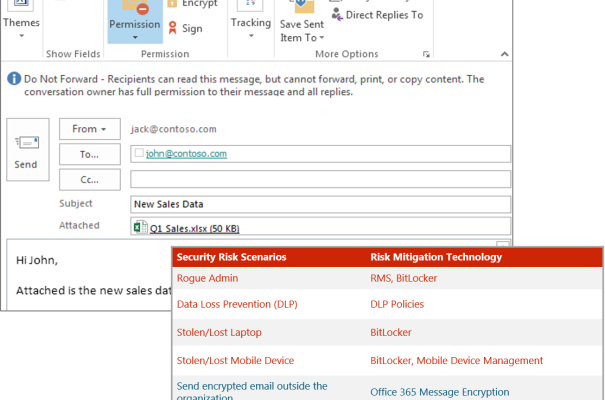 Encrypt
Themes
Permission
Sign
Tracking
Save Sent
Item To
Direct Replies To
Show Fields
Permission
More Options
Do Not Forward - Recipients can read this message, but cannot forward, print, or copy content. The
conversation owner has full permission to their message and all replies.
From
jack@contoso.com
Send
To...
john@contoso.com
Cc...
Subject
New Sales Data
Attached
Q1 Sales.xlsx (50 KB)
Hi John,
Attached is the new sales dat
Security Risk Scenarios Risk Mitigation Technology
Rogue Admin RMS, BitLocker
Data Loss Prevention (DLP) DLP Policies
Stolen/Lost Laptop BitLocker
Stolen/Lost Mobile Device BitLocker, Mobile Device Management
Send encrypted email outside the
organization
Office 365 Message Encryption